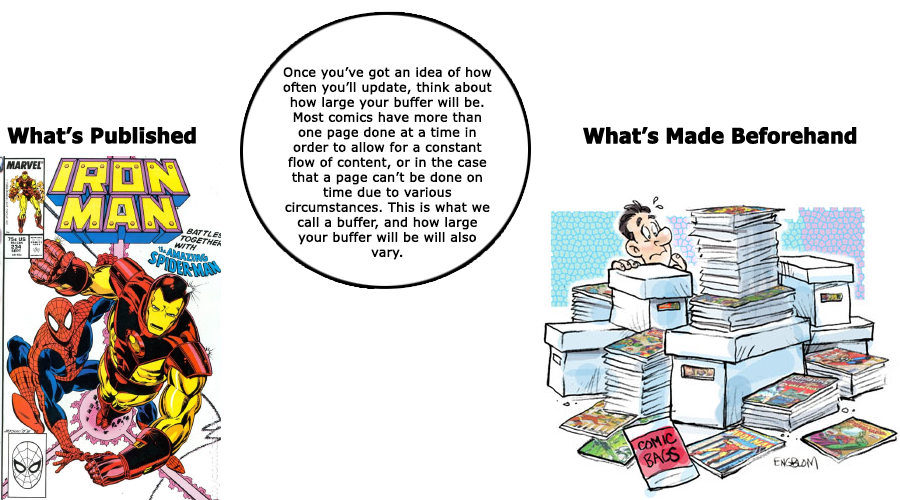 Once you’ve got an idea of how
often you’ll update, think about
how large your buffer will be.
Most comics have more than
one page done at a time in
order to allow for a constant
flow of content, or in the case
that a page can’t be done on
time due to various
circumstances. This is what we
call a buffer, and how large
your buffer will be will also
vary.
What’s Published
MARVEL
75¢ US
234
IRON
MAN
BATTLES
TOGETHER
WITH
the AMAZING
SPIDER-MAN
What’s Made Beforehand
COMIC
BAGS
ENGBLOM